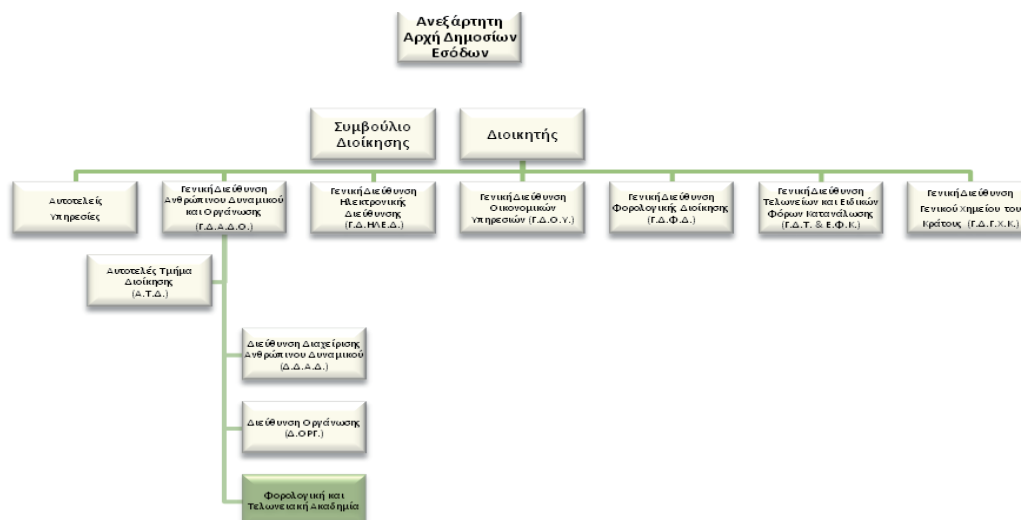 Ανεξάρτητη
Αρχή Δημοσίων
Εσόδων
Συμβούλιο
Διοίκησης
Διοικητής
Αυτοτελείς
Υπηρεσίες
Γενική Διεύθυνση
Ανθρώπινου Δυναμικού
και Οργάνωσης
(Γ.Δ.Α.Δ.Ο.)
Γενική Διεύθυνση
Ηλεκτρονικής
Διεύθυνσης
(Γ.Δ.ΗΛΕ.Δ.)
Γενική Διεύθυνση
Οικονομικών
Υπηρεσιών (Γ.Δ.Ο.Υ.)
Γενική Διεύθυνση
Φορολογικής Διοίκησης
(Γ.Δ.Φ.Δ.)
Γενική Διεύθυνση
Τελωνείων και Ειδικών
Φόρων Κατανάλωσης
(Γ.Δ.Τ. & Ε.Φ.Κ.)
Γενική Διεύθυνση
Γενικού Χημείου του
Κράτους (Γ.Δ.Γ.Χ.Κ.)
Αυτοτελές Τμήμα
Διοίκησης
(Α.Τ.Δ.)
Διεύθυνση Διαχείρισης
Ανθρώπινου Δυναμικού
(Δ.Δ.Α.Δ.)
Διεύθυνση Οργάνωσης
(Δ.ΟΡΓ.)
Φορολογική και
Τελωνειακή Ακαδημία